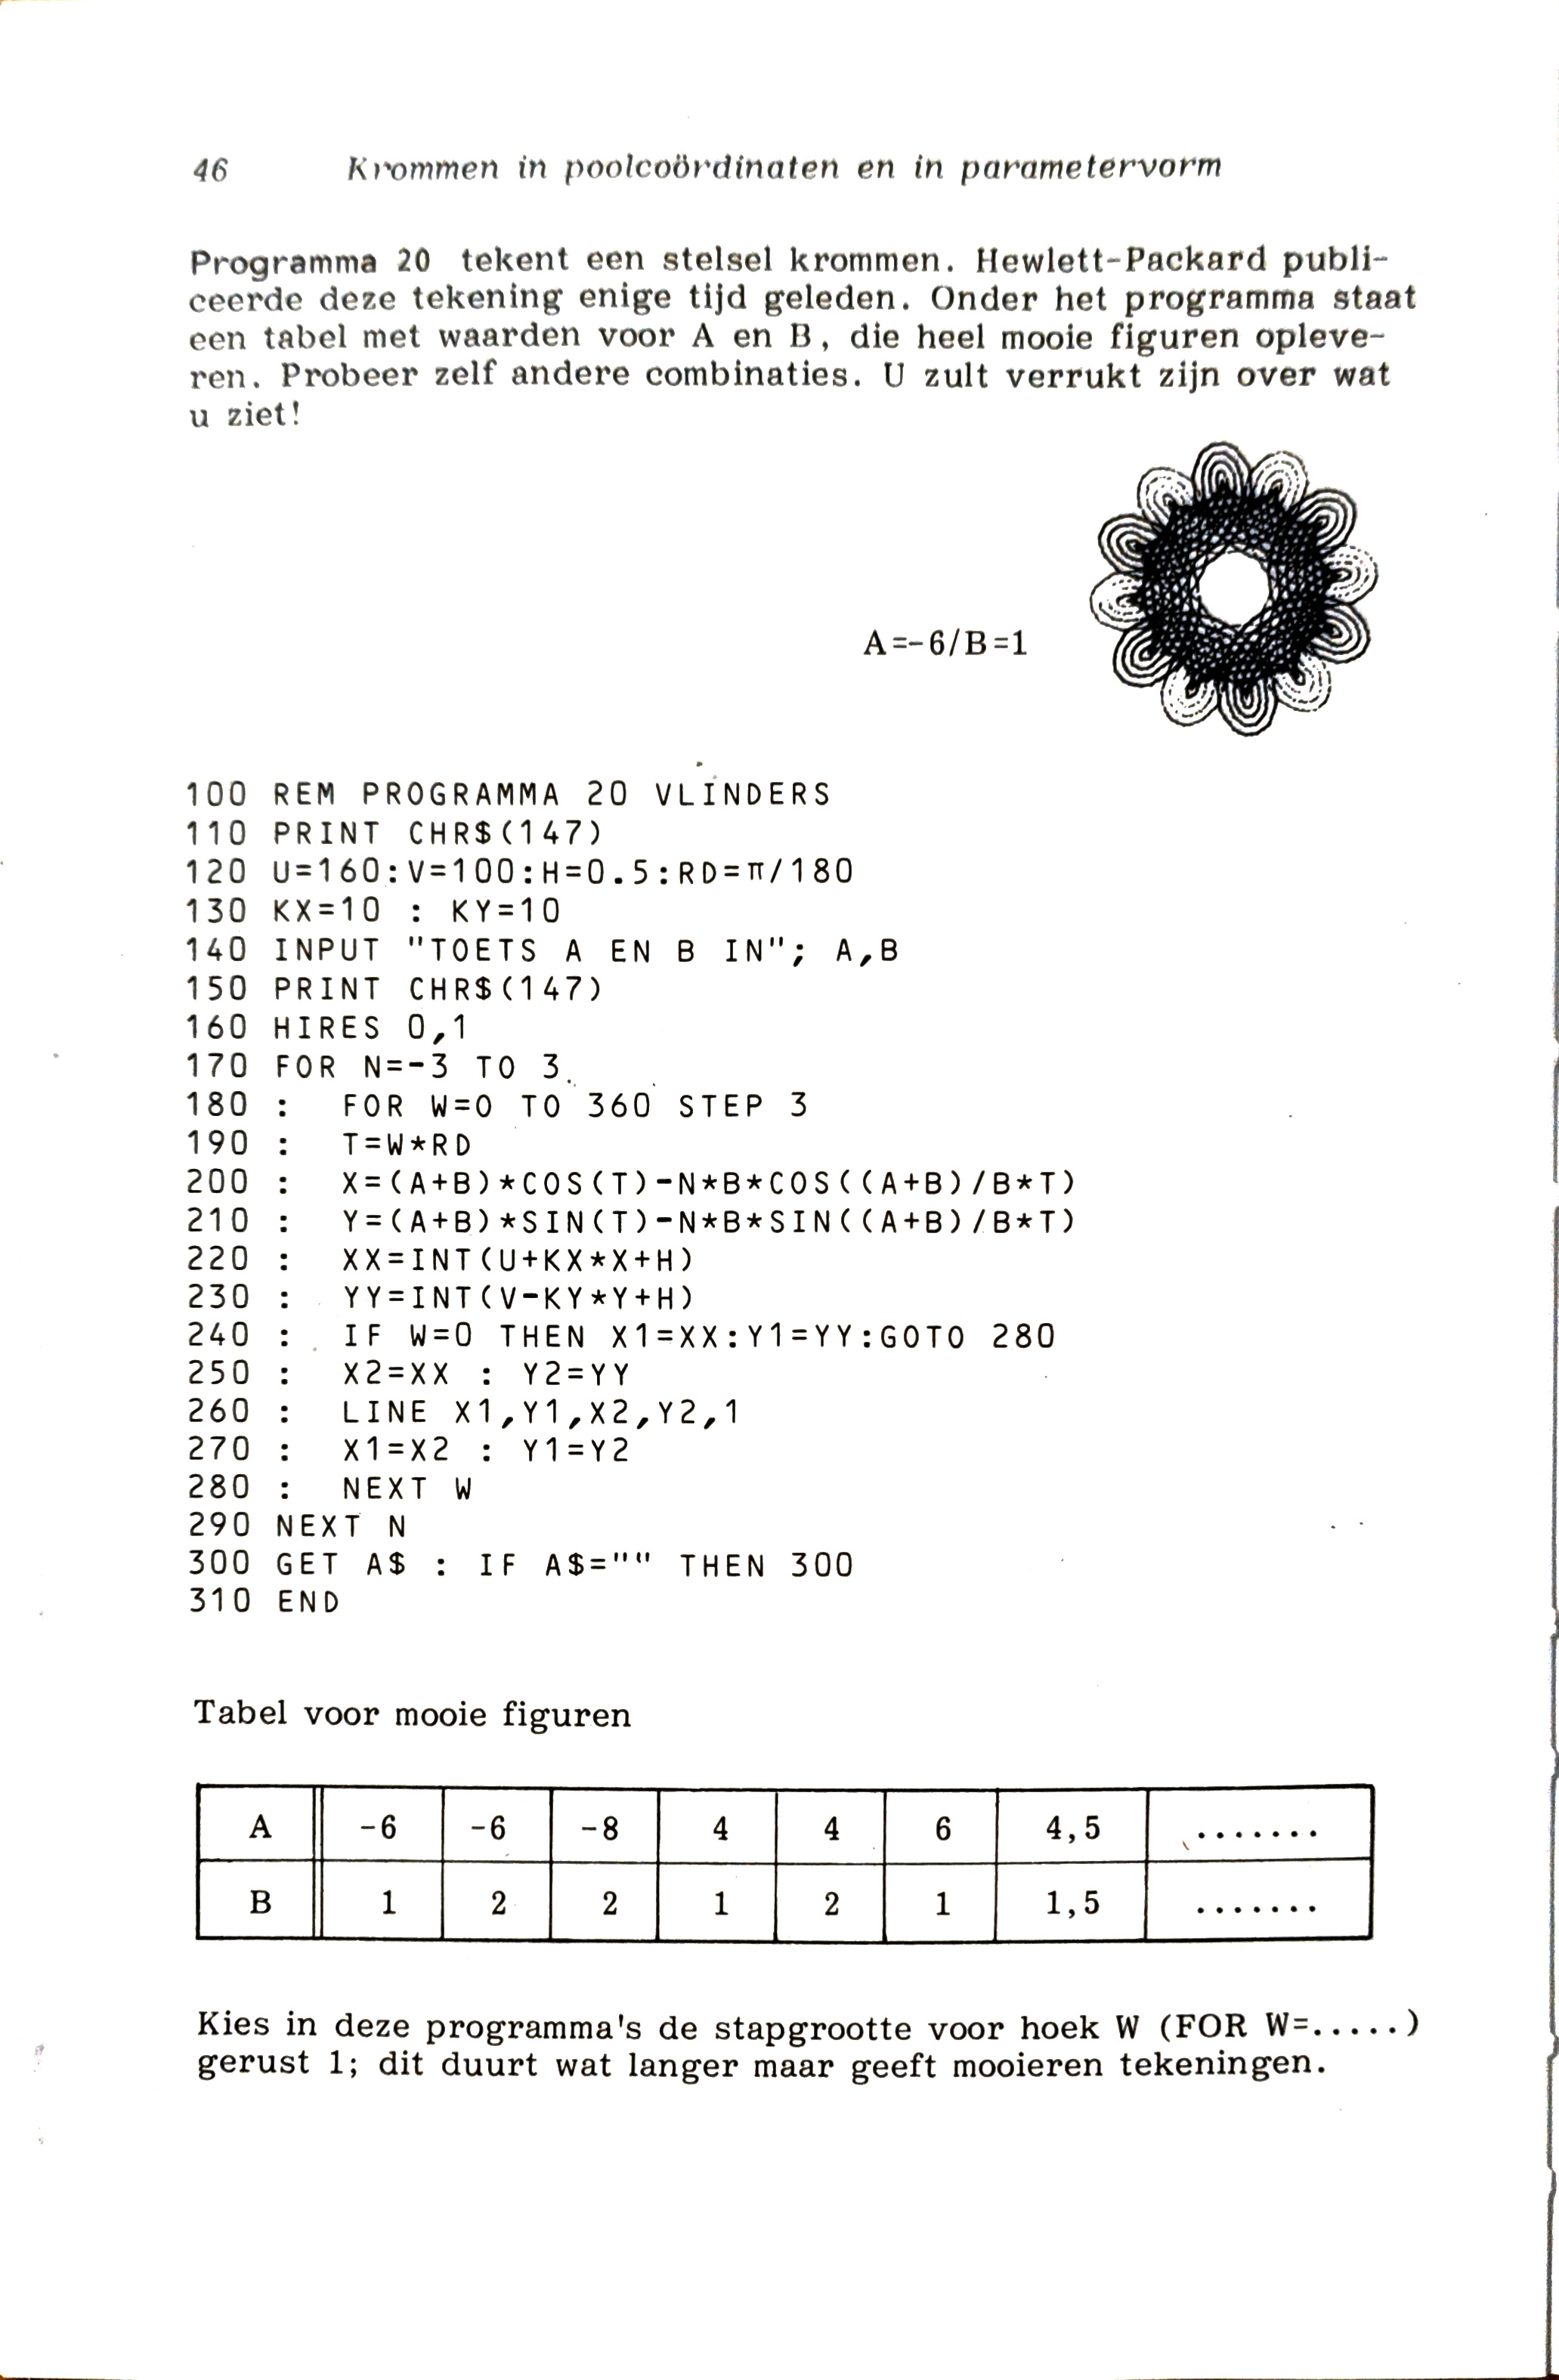 46 Krommen in poolcoördinaten en in parametervorm
Programma 20 tekent een stelsel krommen. Hewlett-Packard publi-
ceerde deze tekening enige tijd geleden. Onder het programma staat
een tabel met waarden voor A en B, die heel mooie figuren opleve-
ren. Probeer zelf andere combinaties. U zult verrukt zijn over wat
u ziet!
A=-6/B=1
100 REM PROGRAMMA 20 VLINDERS
110 PRINT CHR$(147)
120 U=160:V=100:H=0.5:RD=π/180
130 KX=10 : KY=10
140 INPUT "TOETS A EN B IN"; A,B
150 PRINT CHR$(147)
160 HIRES 0,1
170 FOR N=-3 TO 3
180 : FOR W=0 TO 360 STEP 3
190 : T=W*RD
200 : X=(A+B)*COS(T)-N*B*COS((A+B)/B*T)
210 : Y=(A+B)*SIN(T)-N*B*SIN((A+B)/B*T)
220 : XX=INT(U+KX*X+H)
230 : YY=INT(V-KY*Y+H)
240 : IF W=0 THEN X1=XX:Y1=YY:GOTO 280
250 : X2=XX : Y2=YY
260 : LINE X1,Y1,X2,Y2,1
270 : X1=X2 : Y1=Y2
280 : NEXT W
290 NEXT N
300 GET A$ : IF A$="" THEN 300
310 END
Tabel voor mooie figuren
A -6 -6 -8 4 4 6 4,5 .......
B 1 2 2 1 2 1 1,5 .......
Kies in deze programma's de stapgrootte voor hoek W (FOR W=.....)
gerust 1; dit duurt wat langer maar geeft mooieren tekeningen.